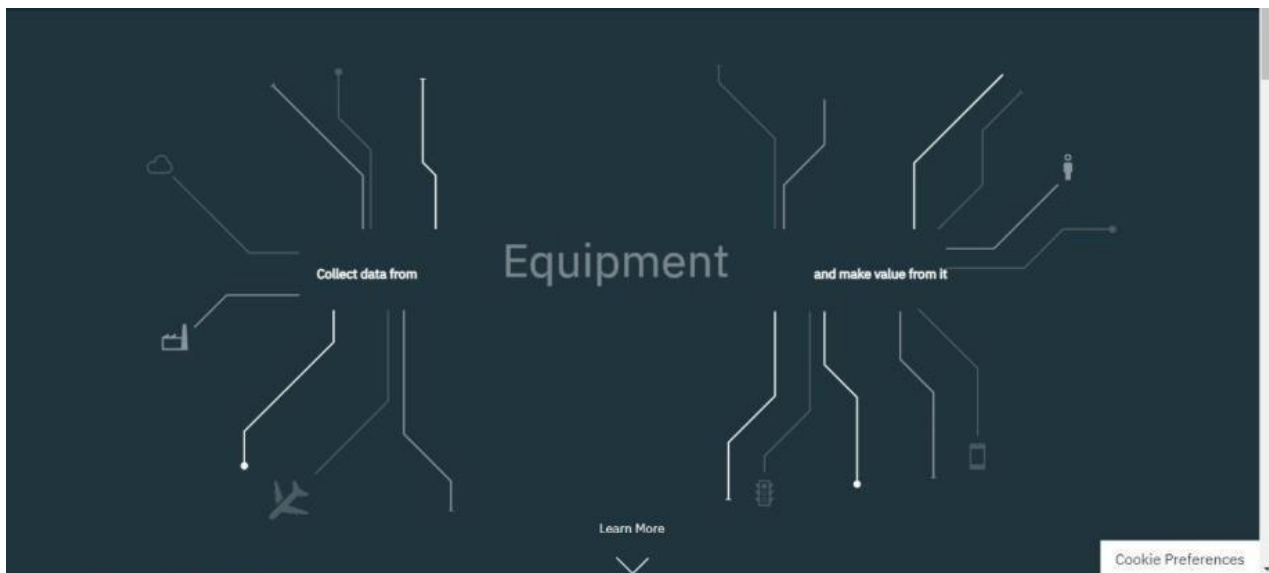 Collect data from
Equipment
and make value from it
Learn More
Cookie Preferences